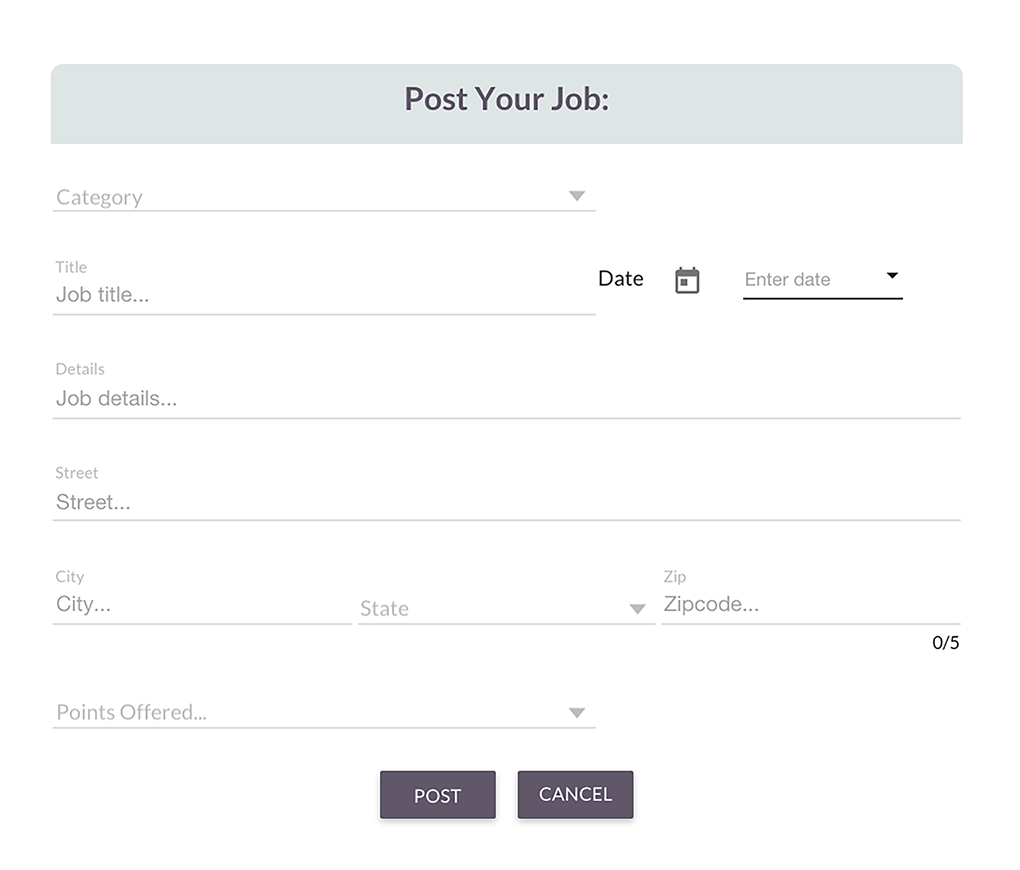 Post Your Job:
Category
Title
Job title...
Date
Enter date
Details
Job details...
Street
Street...
City
City...
State
Zip
Zipcode...
0/5
Points Offered...
POST
CANCEL